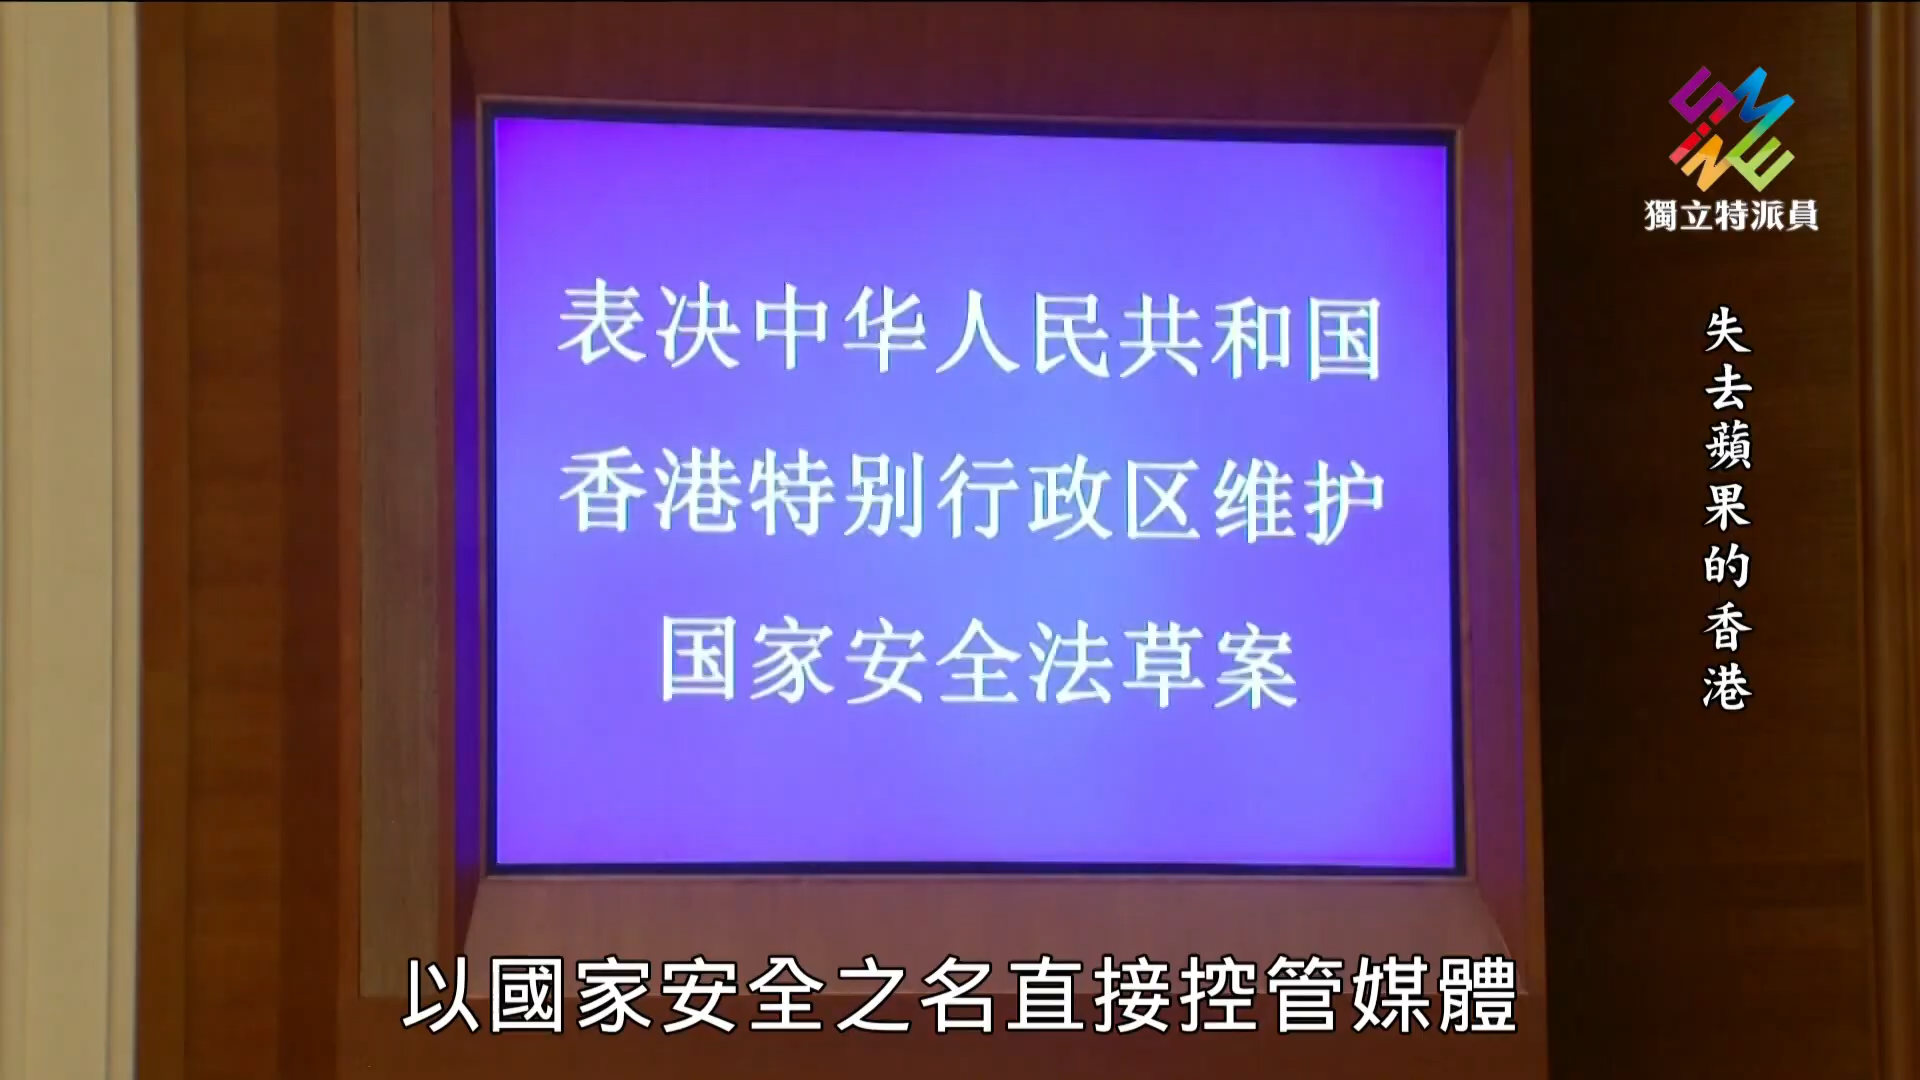 SMiNE
獨立特派員
失去蘋果的香港
表决中华人民共和国
香港特别行政区维护
国家安全法草案
以國家安全之名直接控管媒體